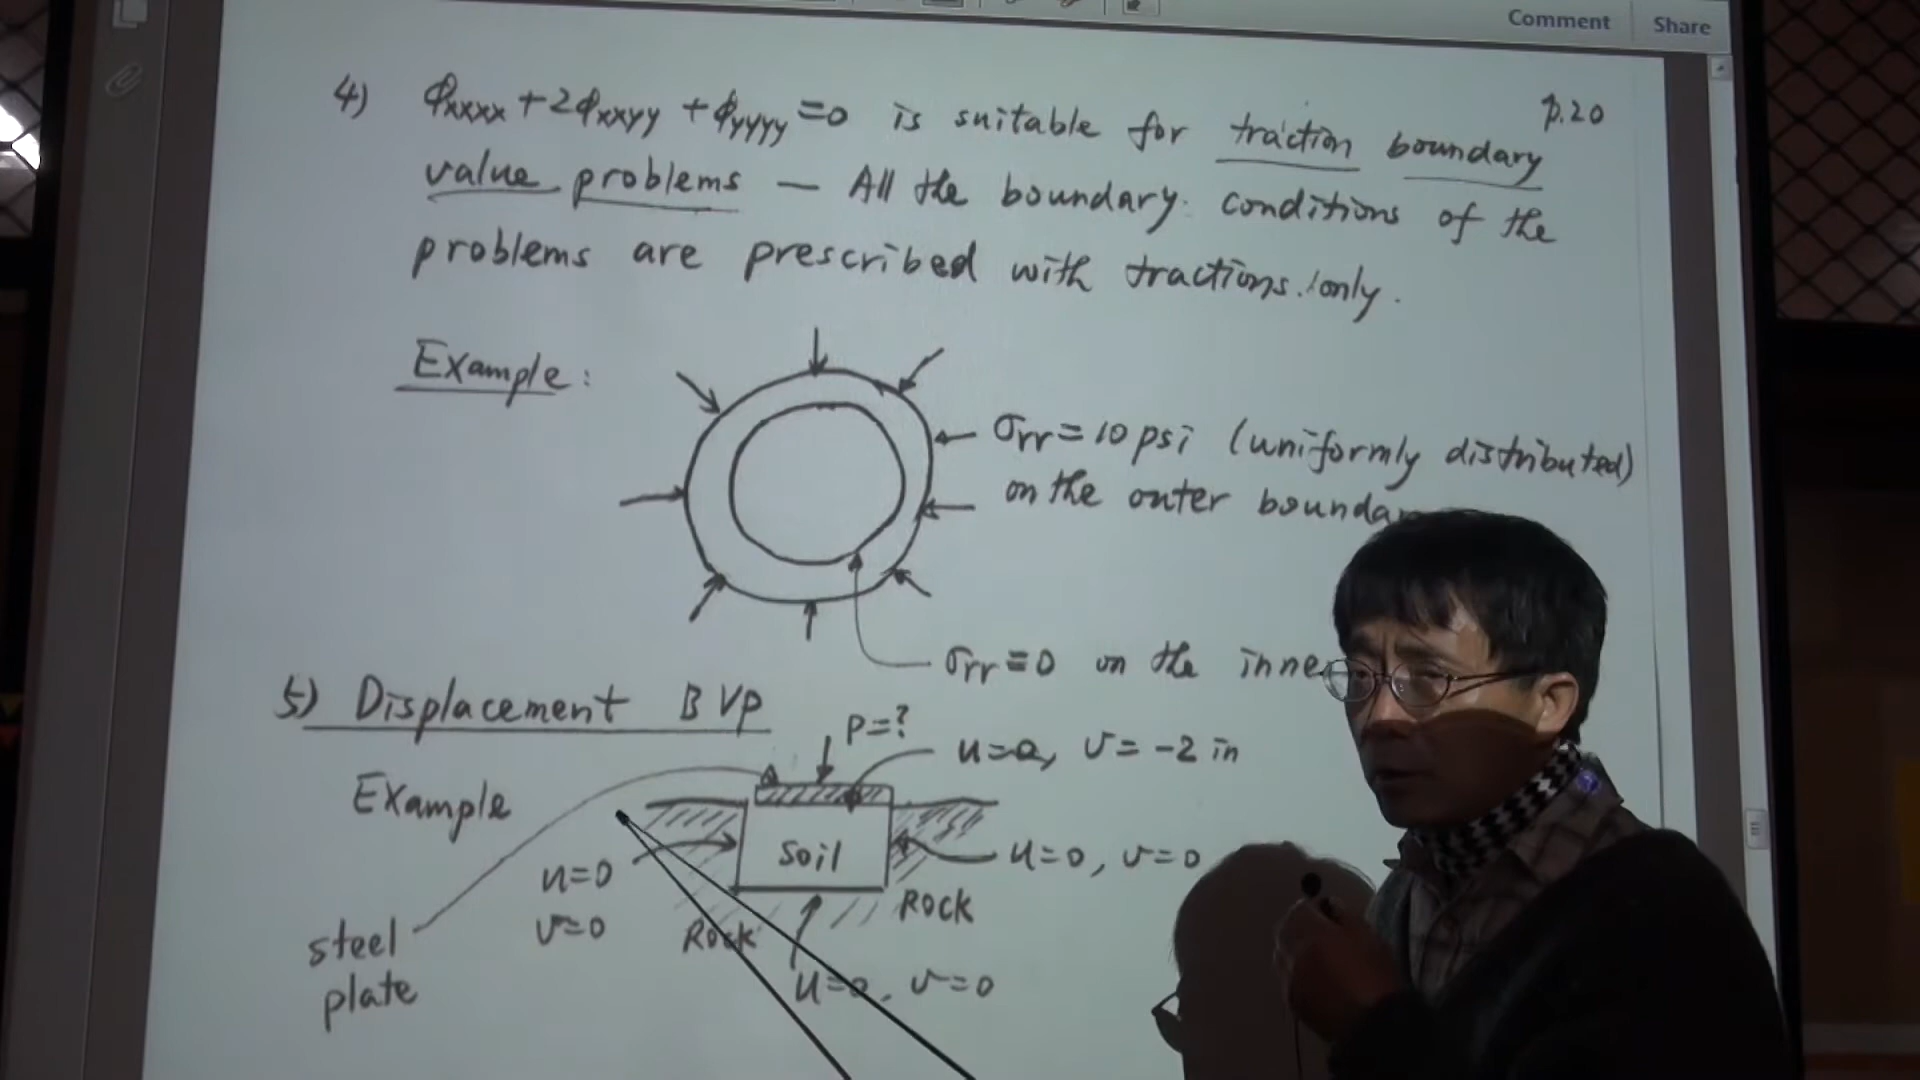 Comment Share
p.20
4) ϕxxxx + 2ϕxxyy + ϕyyyy = 0 is suitable for traction boundary
value problems — All the boundary conditions of the
problems are prescribed with tractions only.
Example:
σrr = 10 psi (uniformly distributed)
on the outer
σrr = 0 on the
5) Displacement BVP
P=?
u=0, v= -2 in
Example
Soil
u=0
v=0
u=0, v=0
Rock
Rock
steel
plate
u=0, v=0